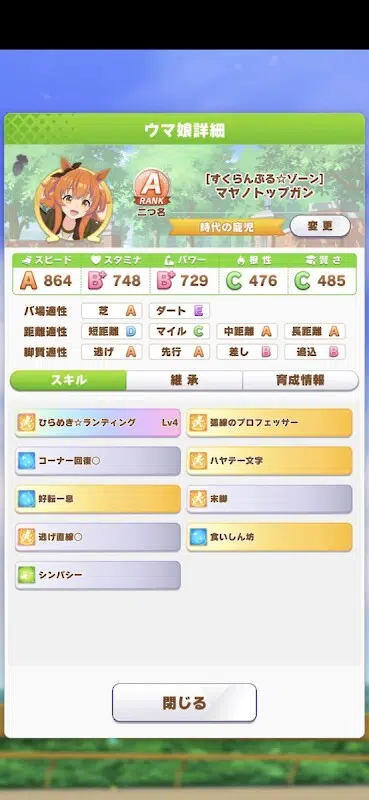 ウマ娘詳細
A
RANK
二つ名
[すくらんぶる☆ゾーン]
マヤノトップガン
時代の寵児
変更
スピード スタミナ パワー 根性 賢さ
A 864 B+ 748 B+ 729 C 476 C 485
バ場適性 芝 A ダート E
距離適性 短距離 D マイル C 中距離 A 長距離 A
脚質適性 逃げ A 先行 A 差し B 追込 B
スキル 継承 育成情報
ひらめき☆ランディング Lv4 弧線のプロフェッサー
コーナー回復○ ハヤテ一文字
好転一息 末脚
逃げ直線○ 食いしん坊
シンパシー
閉じる